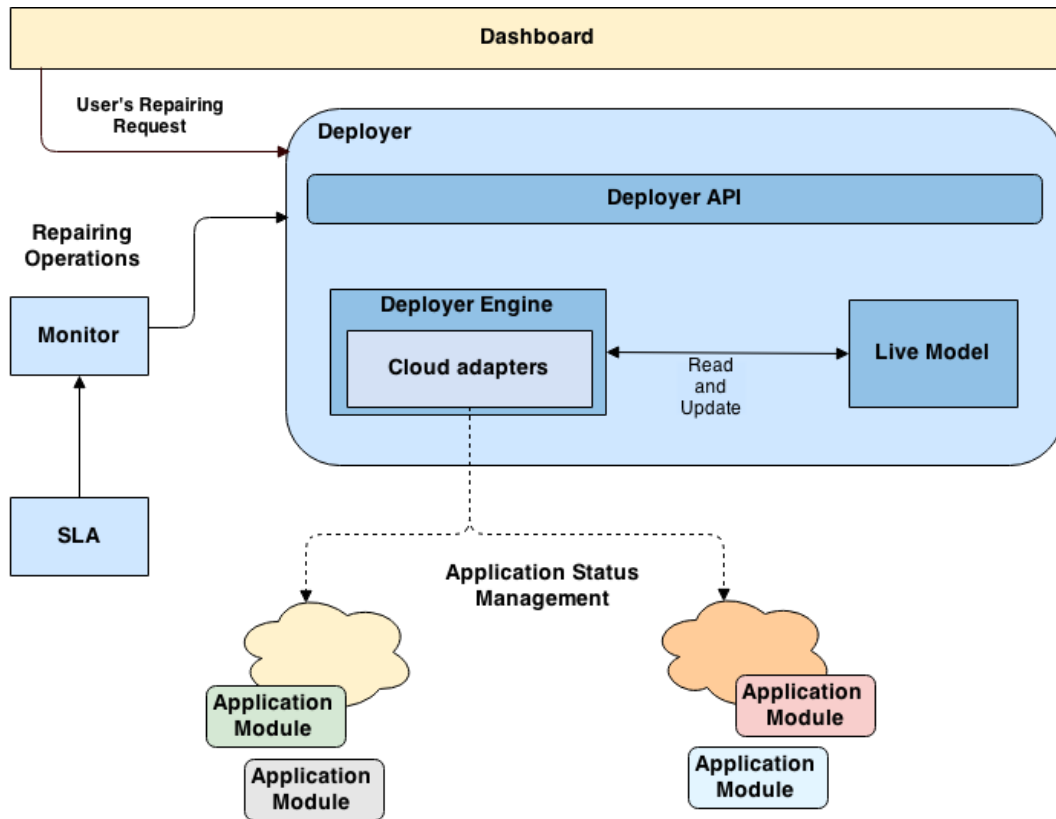 Dashboard
User's Repairing
Request
Deployer
Deployer API
Repairing
Operations
Deployer Engine
Monitor
Cloud adapters
Live Model
Read
and
Update
SLA
Application Status
Management
Application
Module
Application
Module
Application
Module
Application
Module